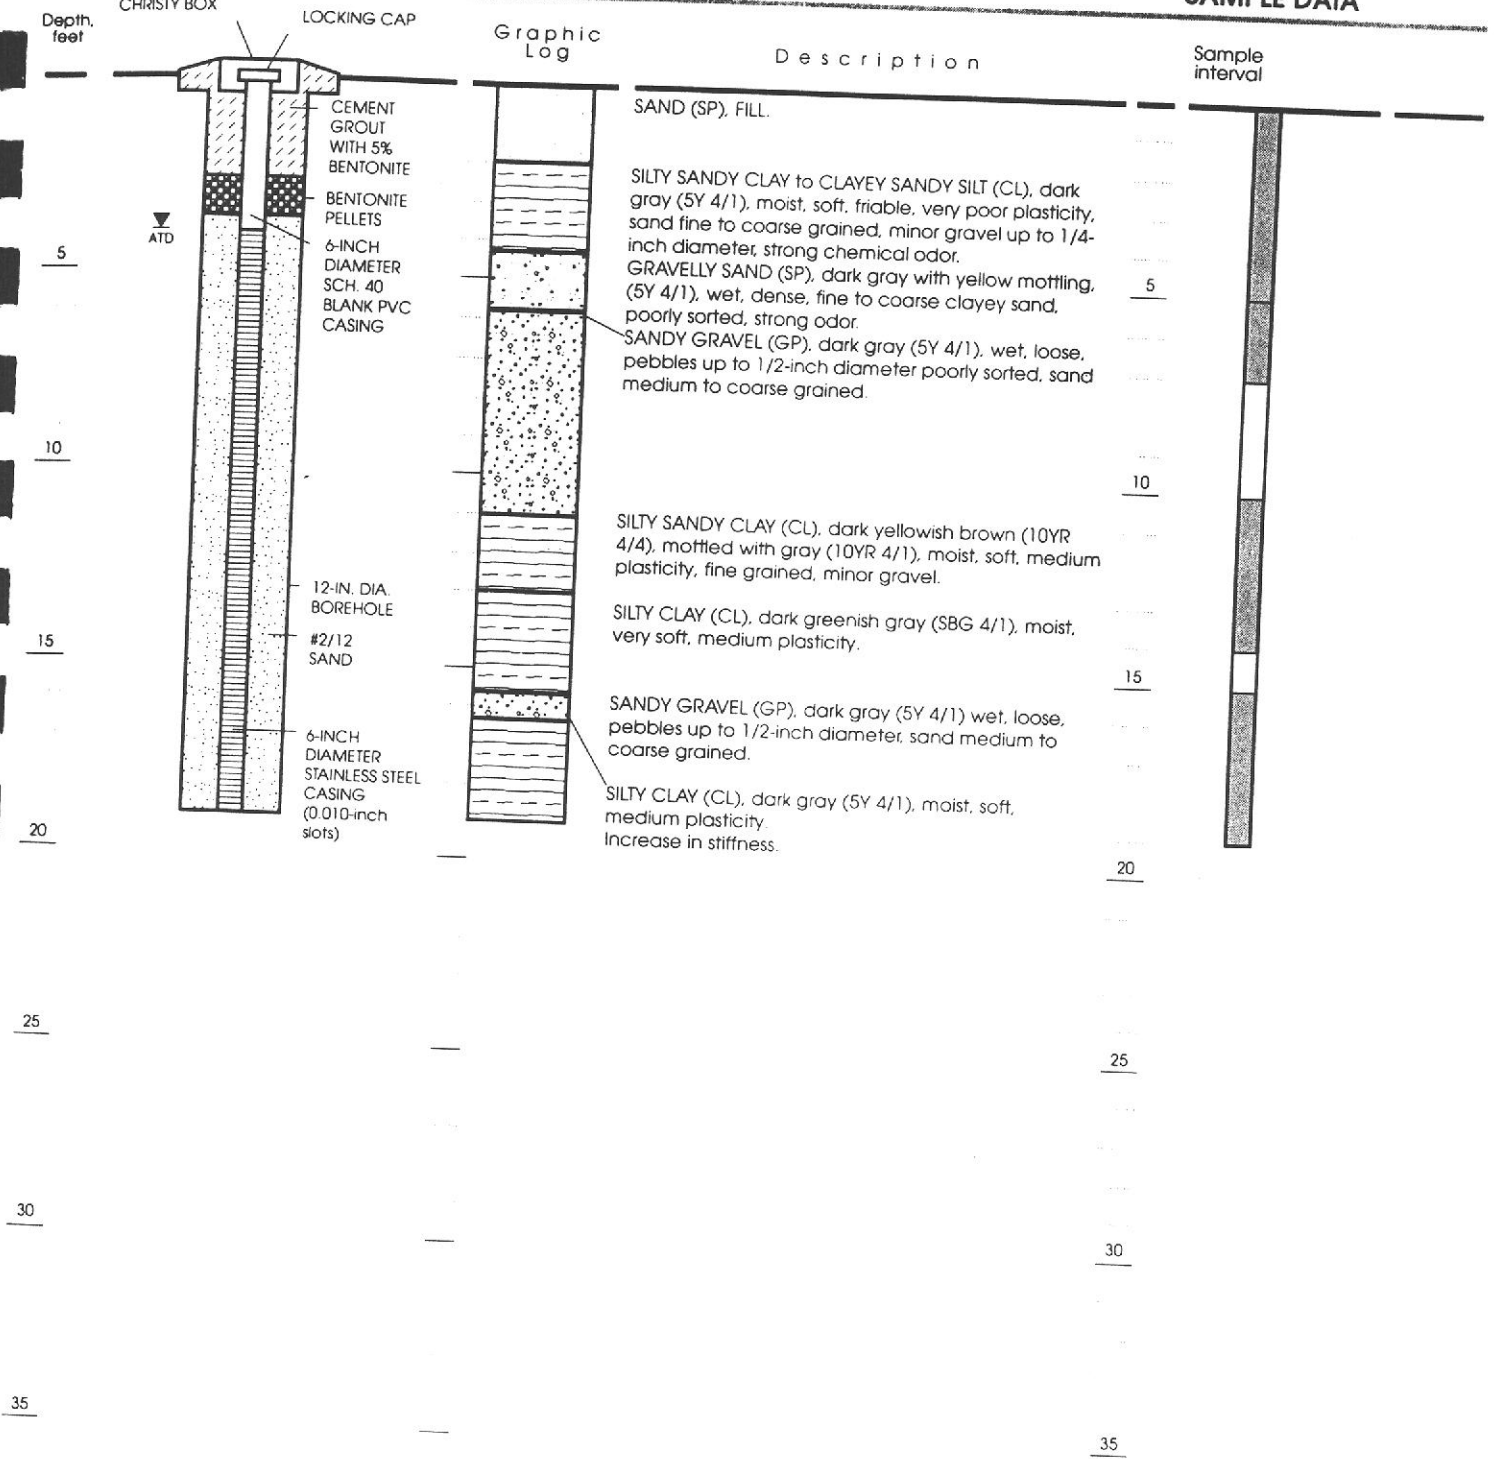 CHRISTY BOX
LOCKING CAP
SAMPLE DATA
Depth,
feet
Graphic
Log
Description
Sample
interval
CEMENT
GROUT
WITH 5%
BENTONITE
BENTONITE
PELLETS
ATD
6-INCH
DIAMETER
SCH. 40
BLANK PVC
CASING
12-IN. DIA.
BOREHOLE
#2/12
SAND
6-INCH
DIAMETER
STAINLESS STEEL
CASING
(0.010-inch
slots)
5
10
15
20
25
30
35
SAND (SP), FILL.
SILTY SANDY CLAY to CLAYEY SANDY SILT (CL), dark
gray (5Y 4/1), moist, soft, friable, very poor plasticity,
sand fine to coarse grained, minor gravel up to 1/4-
inch diameter, strong chemical odor.
GRAVELLY SAND (SP), dark gray with yellow mottling,
(5Y 4/1), wet, dense, fine to coarse clayey sand,
poorly sorted, strong odor.
SANDY GRAVEL (GP), dark gray (5Y 4/1), wet, loose,
pebbles up to 1/2-inch diameter poorly sorted, sand
medium to coarse grained.
SILTY SANDY CLAY (CL), dark yellowish brown (10YR
4/4), mottled with gray (10YR 4/1), moist, soft, medium
plasticity, fine grained, minor gravel.
SILTY CLAY (CL), dark greenish gray (SBG 4/1), moist,
very soft, medium plasticity.
SANDY GRAVEL (GP), dark gray (5Y 4/1) wet, loose,
pebbles up to 1/2-inch diameter, sand medium to
coarse grained.
SILTY CLAY (CL), dark gray (5Y 4/1), moist, soft,
medium plasticity.
Increase in stiffness.
5
10
15
20
25
30
35